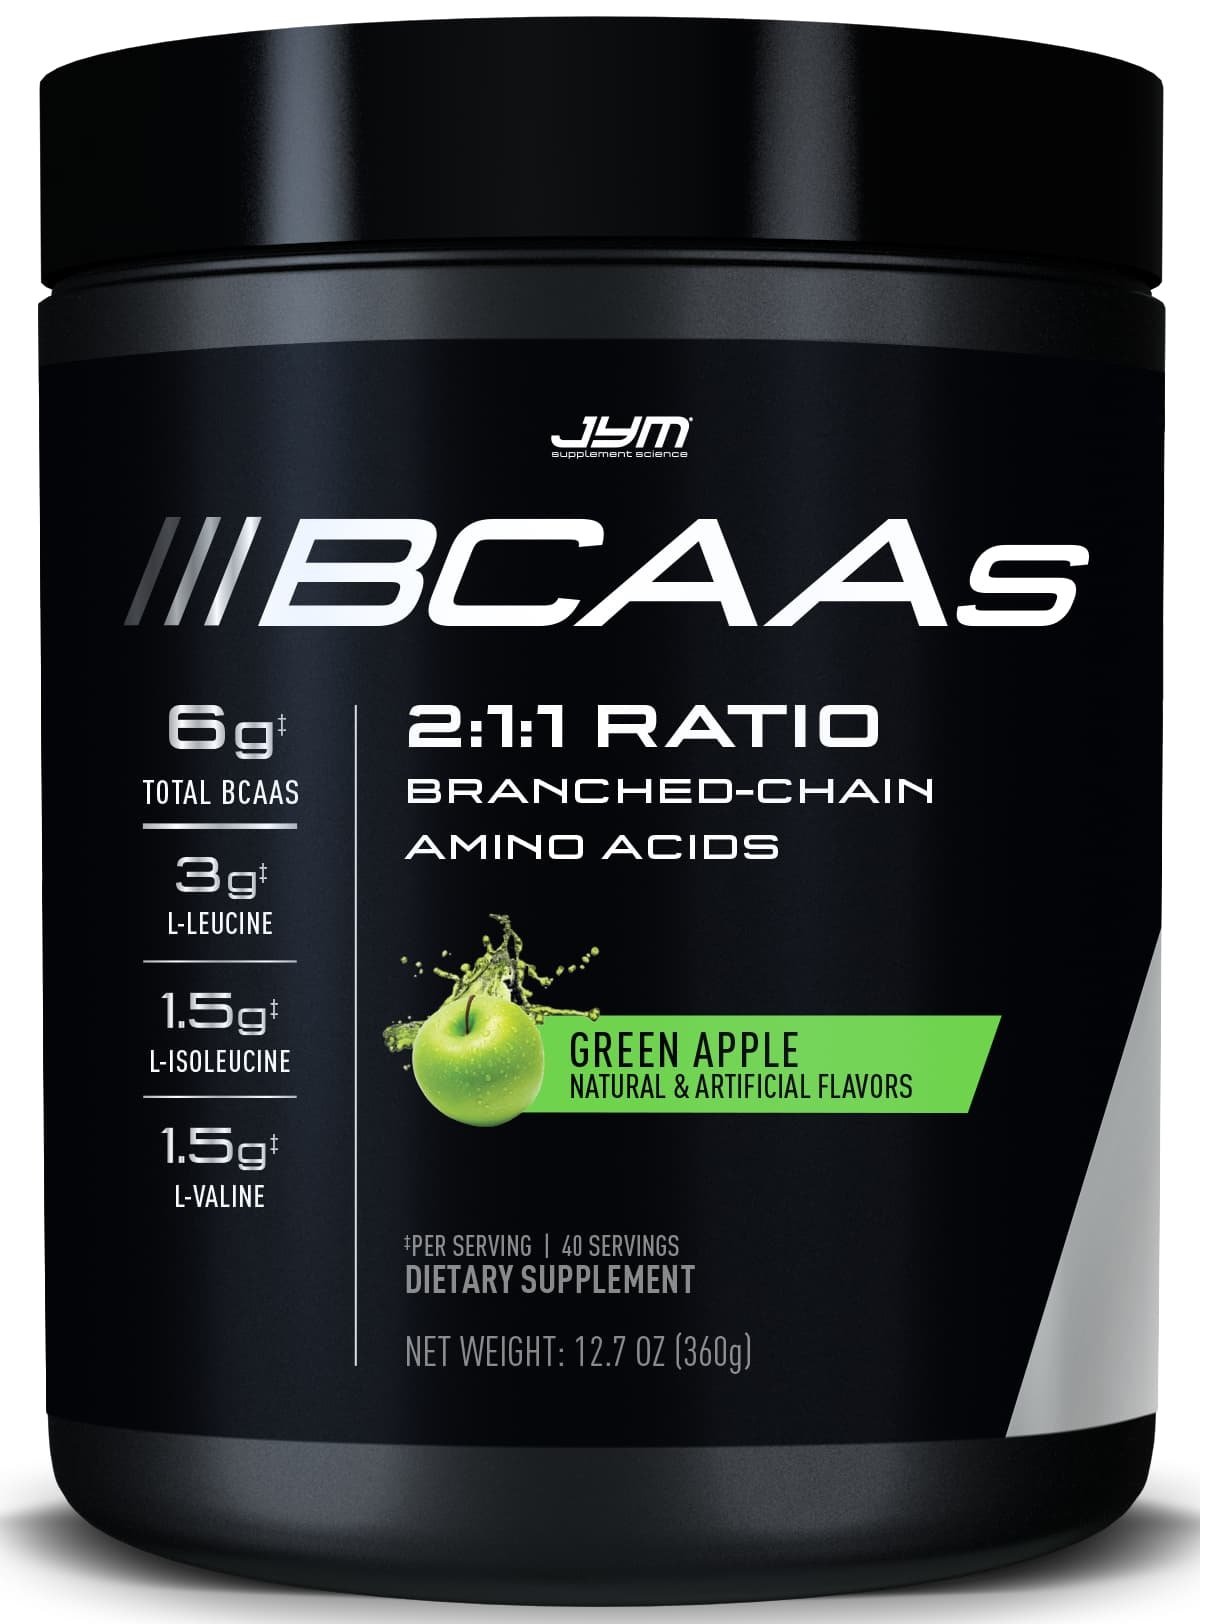 JYM
supplement science
BCAAs
6g‡
TOTAL BCAAS
3g‡
L-LEUCINE
1.5g‡
L-ISOLEUCINE
1.5g‡
L-VALINE
2:1:1 RATIO
BRANCHED-CHAIN
AMINO ACIDS
GREEN APPLE
NATURAL & ARTIFICIAL FLAVORS
‡PER SERVING | 40 SERVINGS
DIETARY SUPPLEMENT
NET WEIGHT: 12.7 OZ (360g)